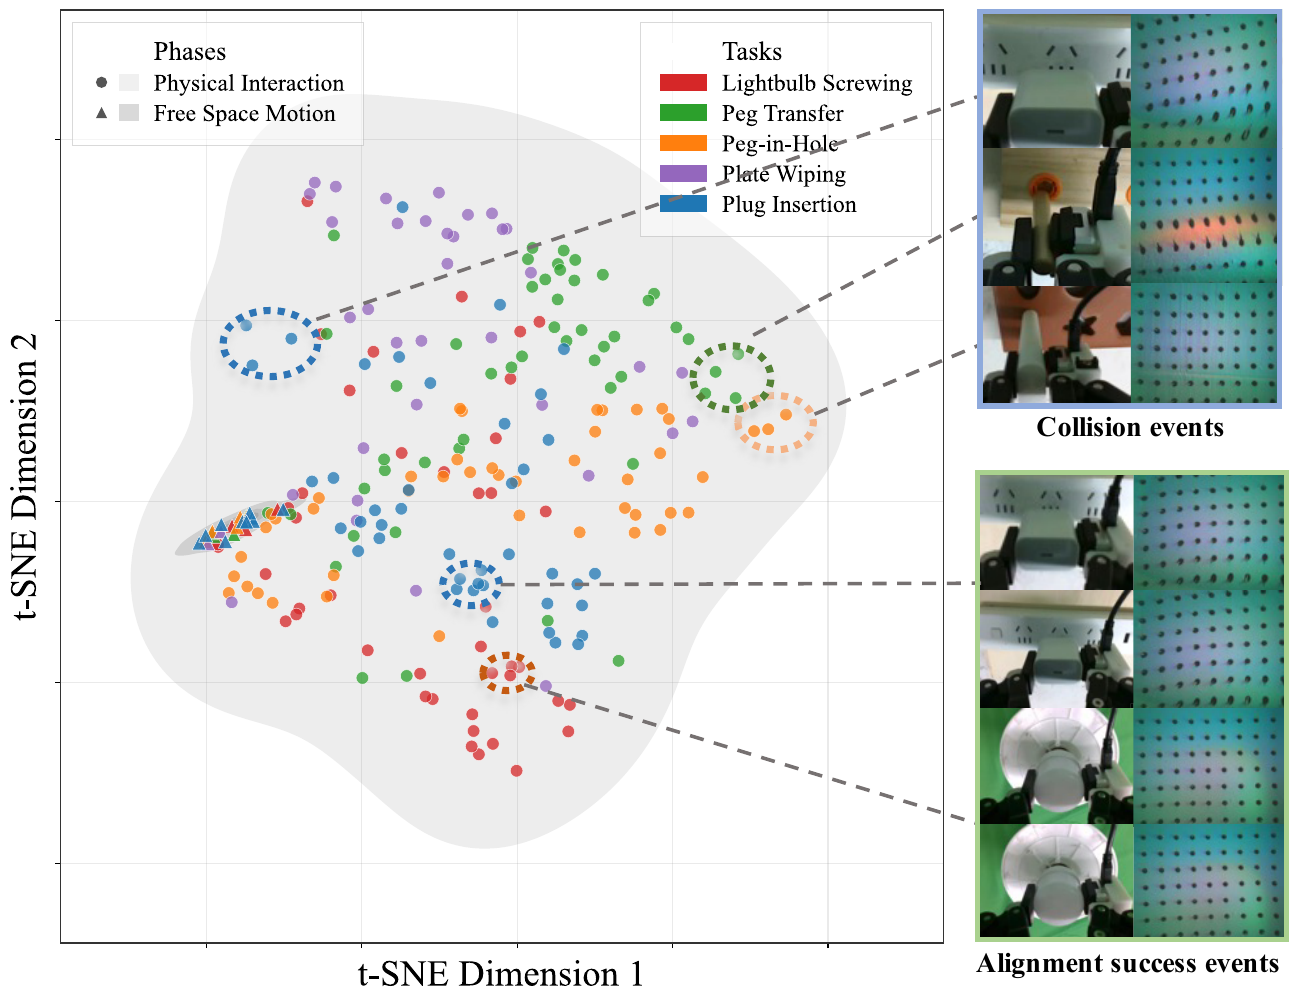 Phases
Physical Interaction
Free Space Motion
Tasks
Lightbulb Screwing
Peg Transfer
Peg-in-Hole
Plate Wiping
Plug Insertion
t-SNE Dimension 2
t-SNE Dimension 1
Collision events
Alignment success events